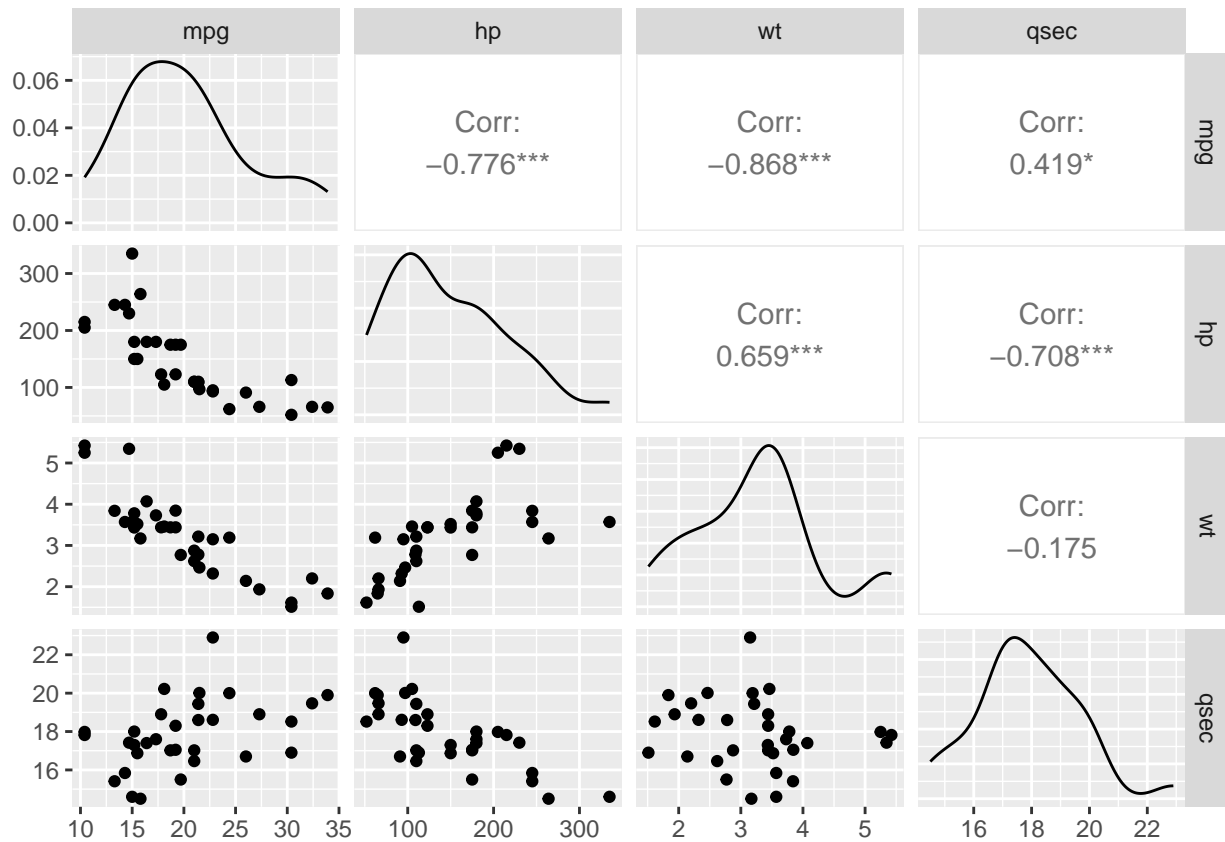 mpg hp wt qsec
0.06
0.04
0.02
0.00
Corr:
−0.776***
Corr:
−0.868***
Corr:
0.419*
mpg
300
200
100
Corr:
0.659***
Corr:
−0.708***
hp
5
4
3
2
Corr:
−0.175
wt
22
20
18
16
qsec
10 15 20 25 30 35 100 200 300 2 3 4 5 16 18 20 22